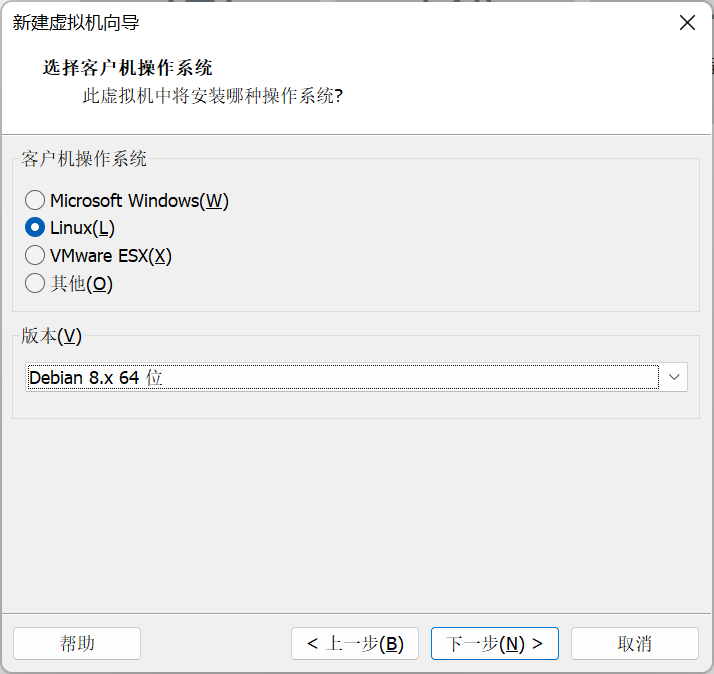 新建虚拟机向导
选择客户机操作系统
此虚拟机中将安装哪种操作系统?
客户机操作系统
Microsoft Windows(W)
Linux(L)
VMware ESX(X)
其他(O)
版本(V)
Debian 8.x 64 位
帮助
< 上一步(B)
下一步(N) >
取消